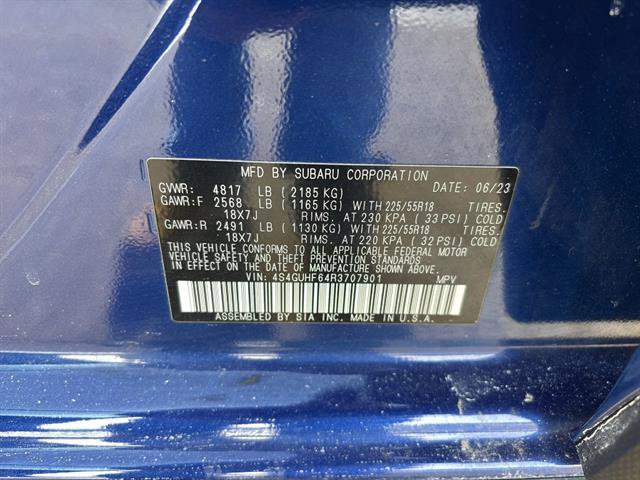 MFD BY SUBARU CORPORATION
GVWR: 4817 LB (2185 KG) DATE: 06/23
GAWR:F 2568 LB (1165 KG) WITH 225/55R18 TIRES.
18X7J RIMS. AT 230 KPA (33 PSI) COLD
GAWR:R 2491 LB (1130 KG) WITH 225/55R18 TIRES.
18X7J RIMS. AT 220 KPA (32 PSI) COLD
THIS VEHICLE CONFORMS TO ALL APPLICABLE FEDERAL MOTOR
VEHICLE SAFETY, BUMPER, AND THEFT PREVENTION STANDARDS
IN EFFECT ON THE DATE OF MANUFACTURE SHOWN ABOVE.
VIN: 4S4GUHF64R3707901 MPV
ASSEMBLED BY SIA INC. MADE IN U.S.A.